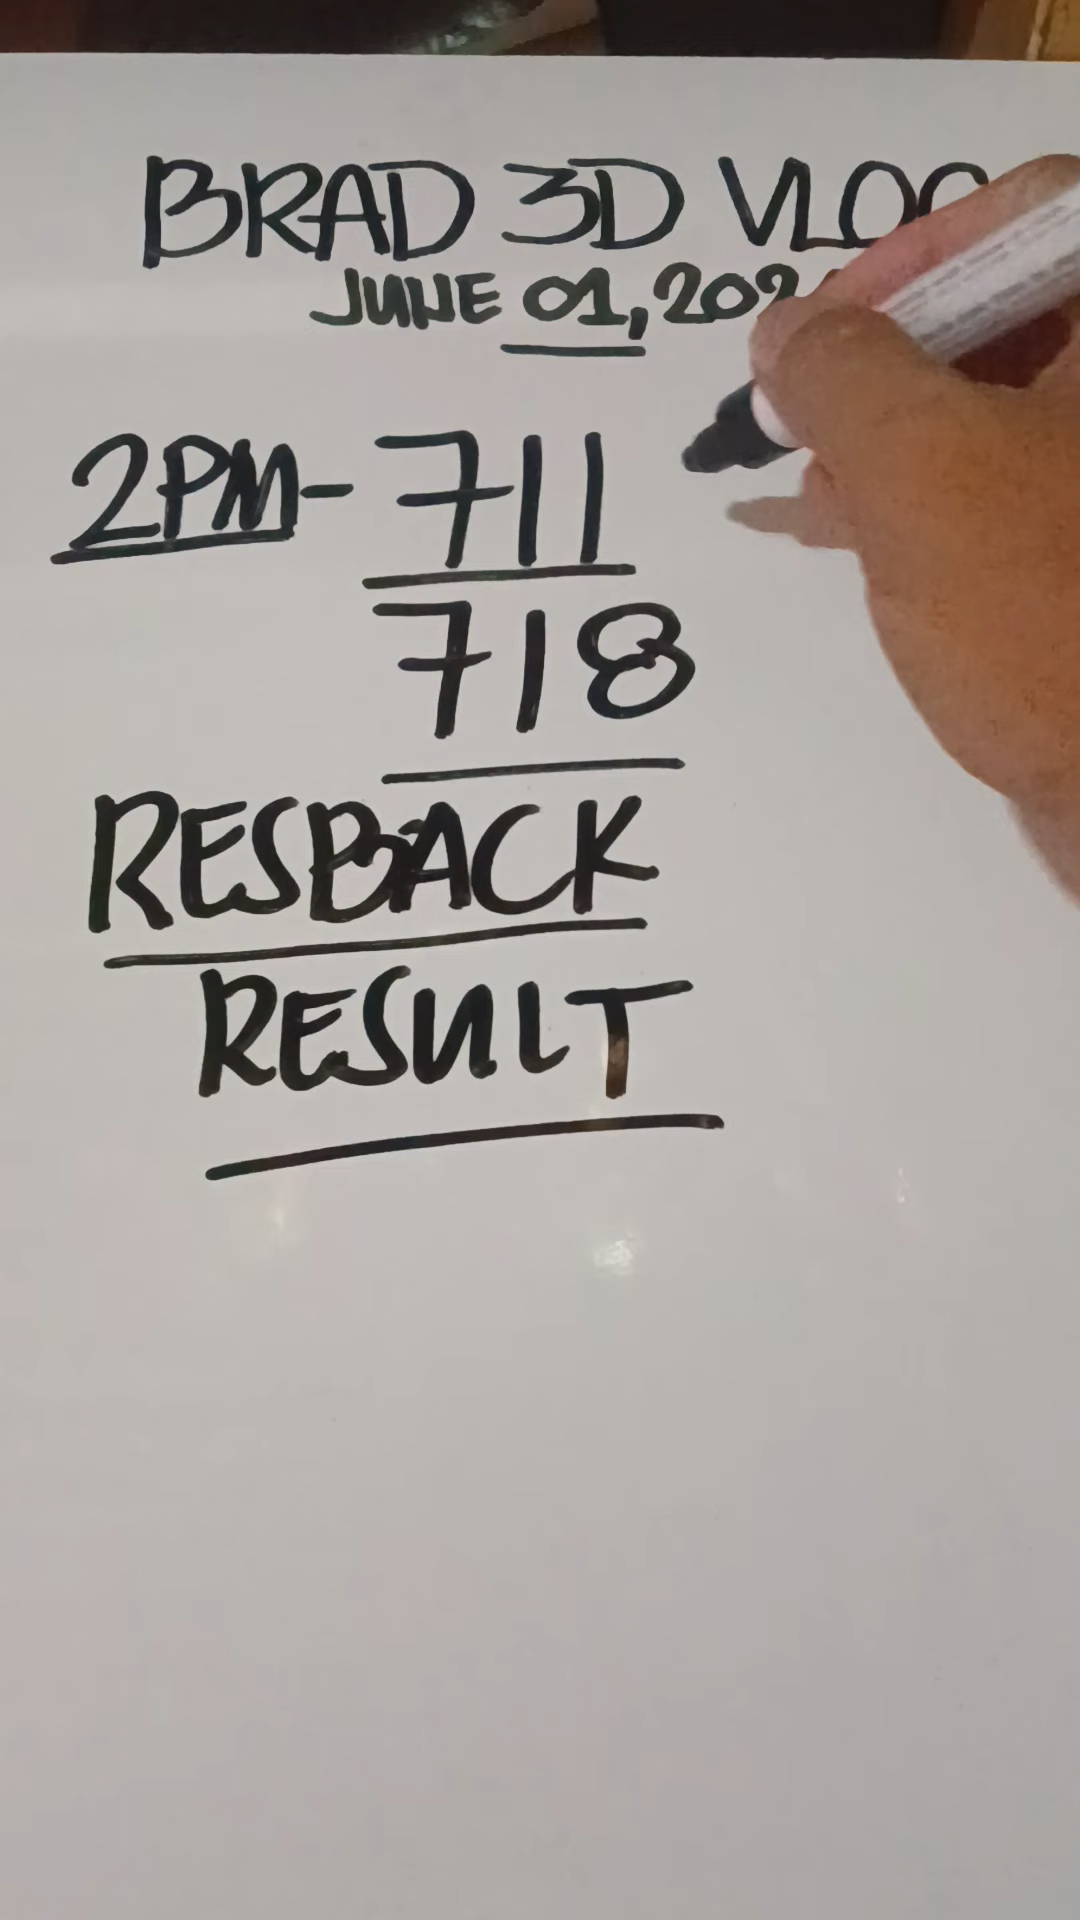 BRAD 3D VLO
JUNE 01, 202
2PM- 711
718
RESBACK
RESULT